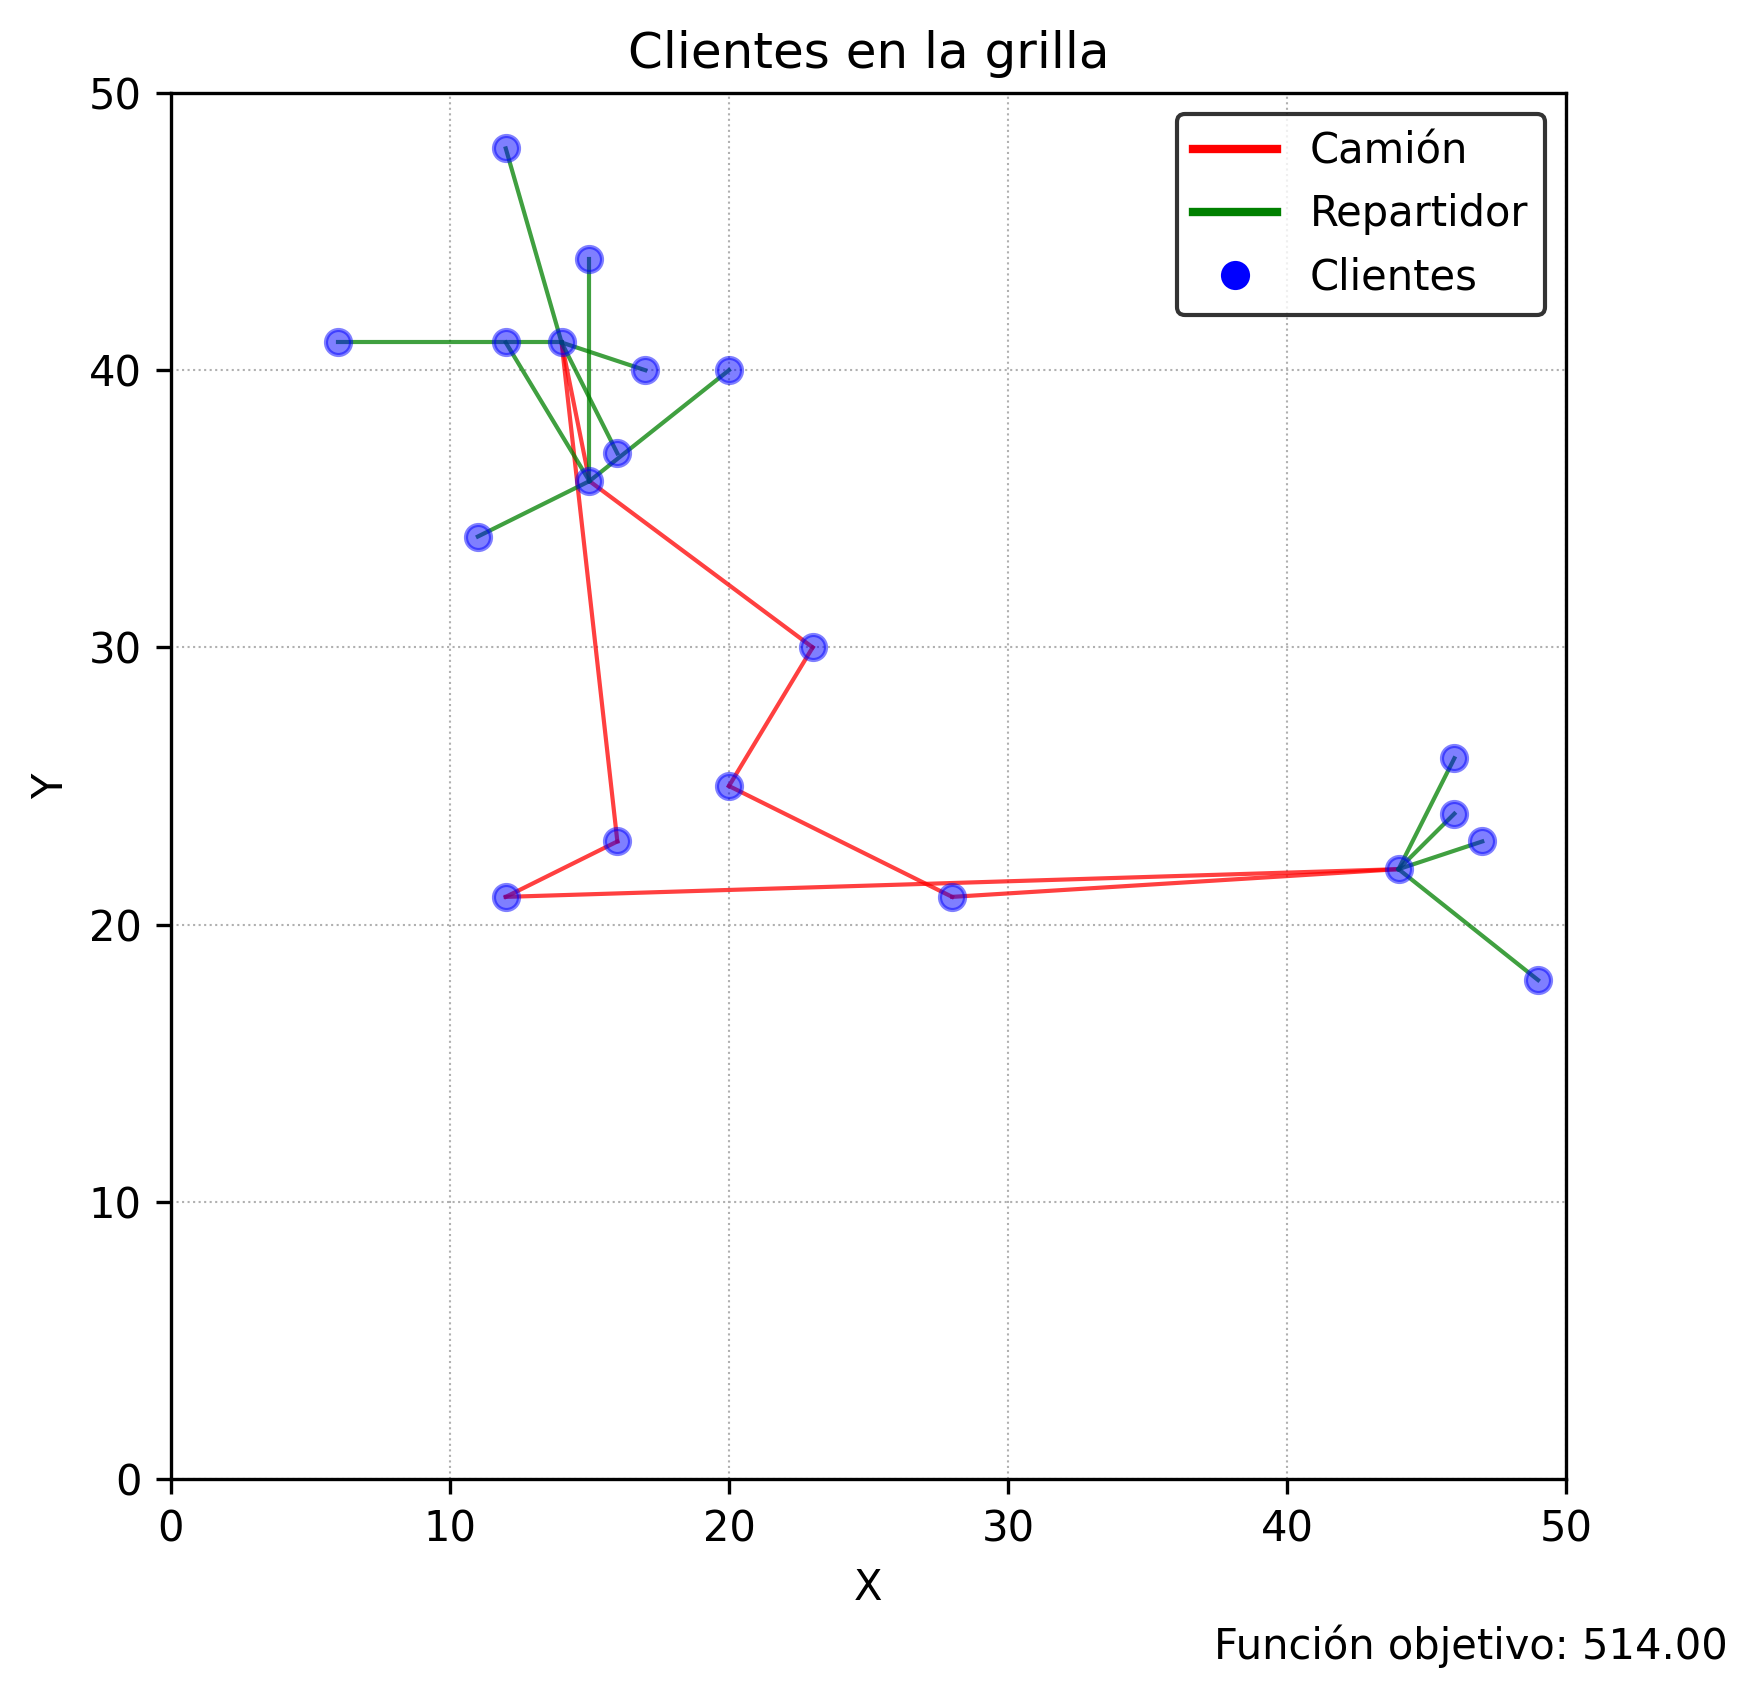 Clientes en la grilla
50
40
30
20
10
0
Y
Camión
Repartidor
Clientes
0 10 20 30 40 50
X
Función objetivo: 514.00